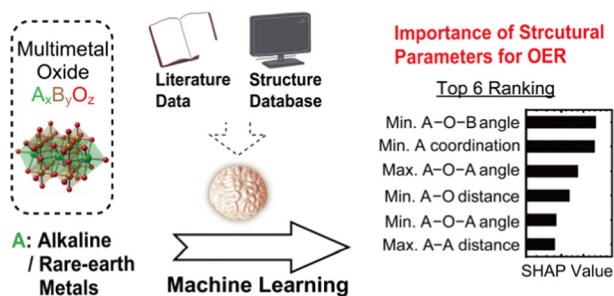 Multimetal
Oxide
AxByOz
A: Alkaline
/ Rare-earth
Metals
Literature
Data
Structure
Database
Machine Learning
Importance of Strcutural
Parameters for OER
Top 6 Ranking
Min. A−O−B angle
Min. A coordination
Max. A−O−A angle
Min. A−O distance
Min. A−O−A angle
Max. A−A distance
SHAP Value